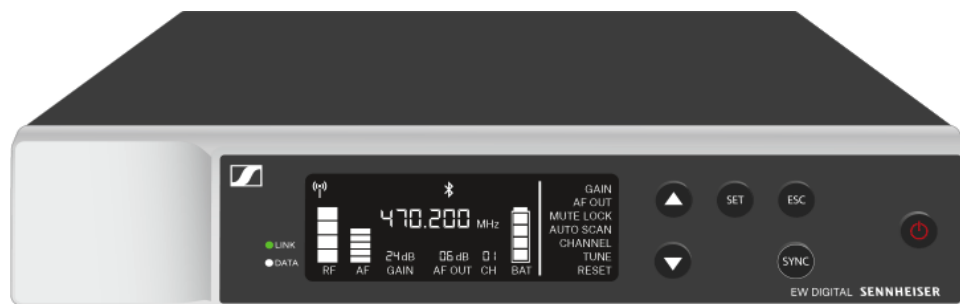 470.200 MHz
24 dB 06 dB 01
RF AF GAIN AF OUT CH BAT
GAIN
AF OUT
MUTE LOCK
AUTO SCAN
CHANNEL
TUNE
RESET
LINK
DATA
SET
ESC
SYNC
EW DIGITAL SENNHEISER